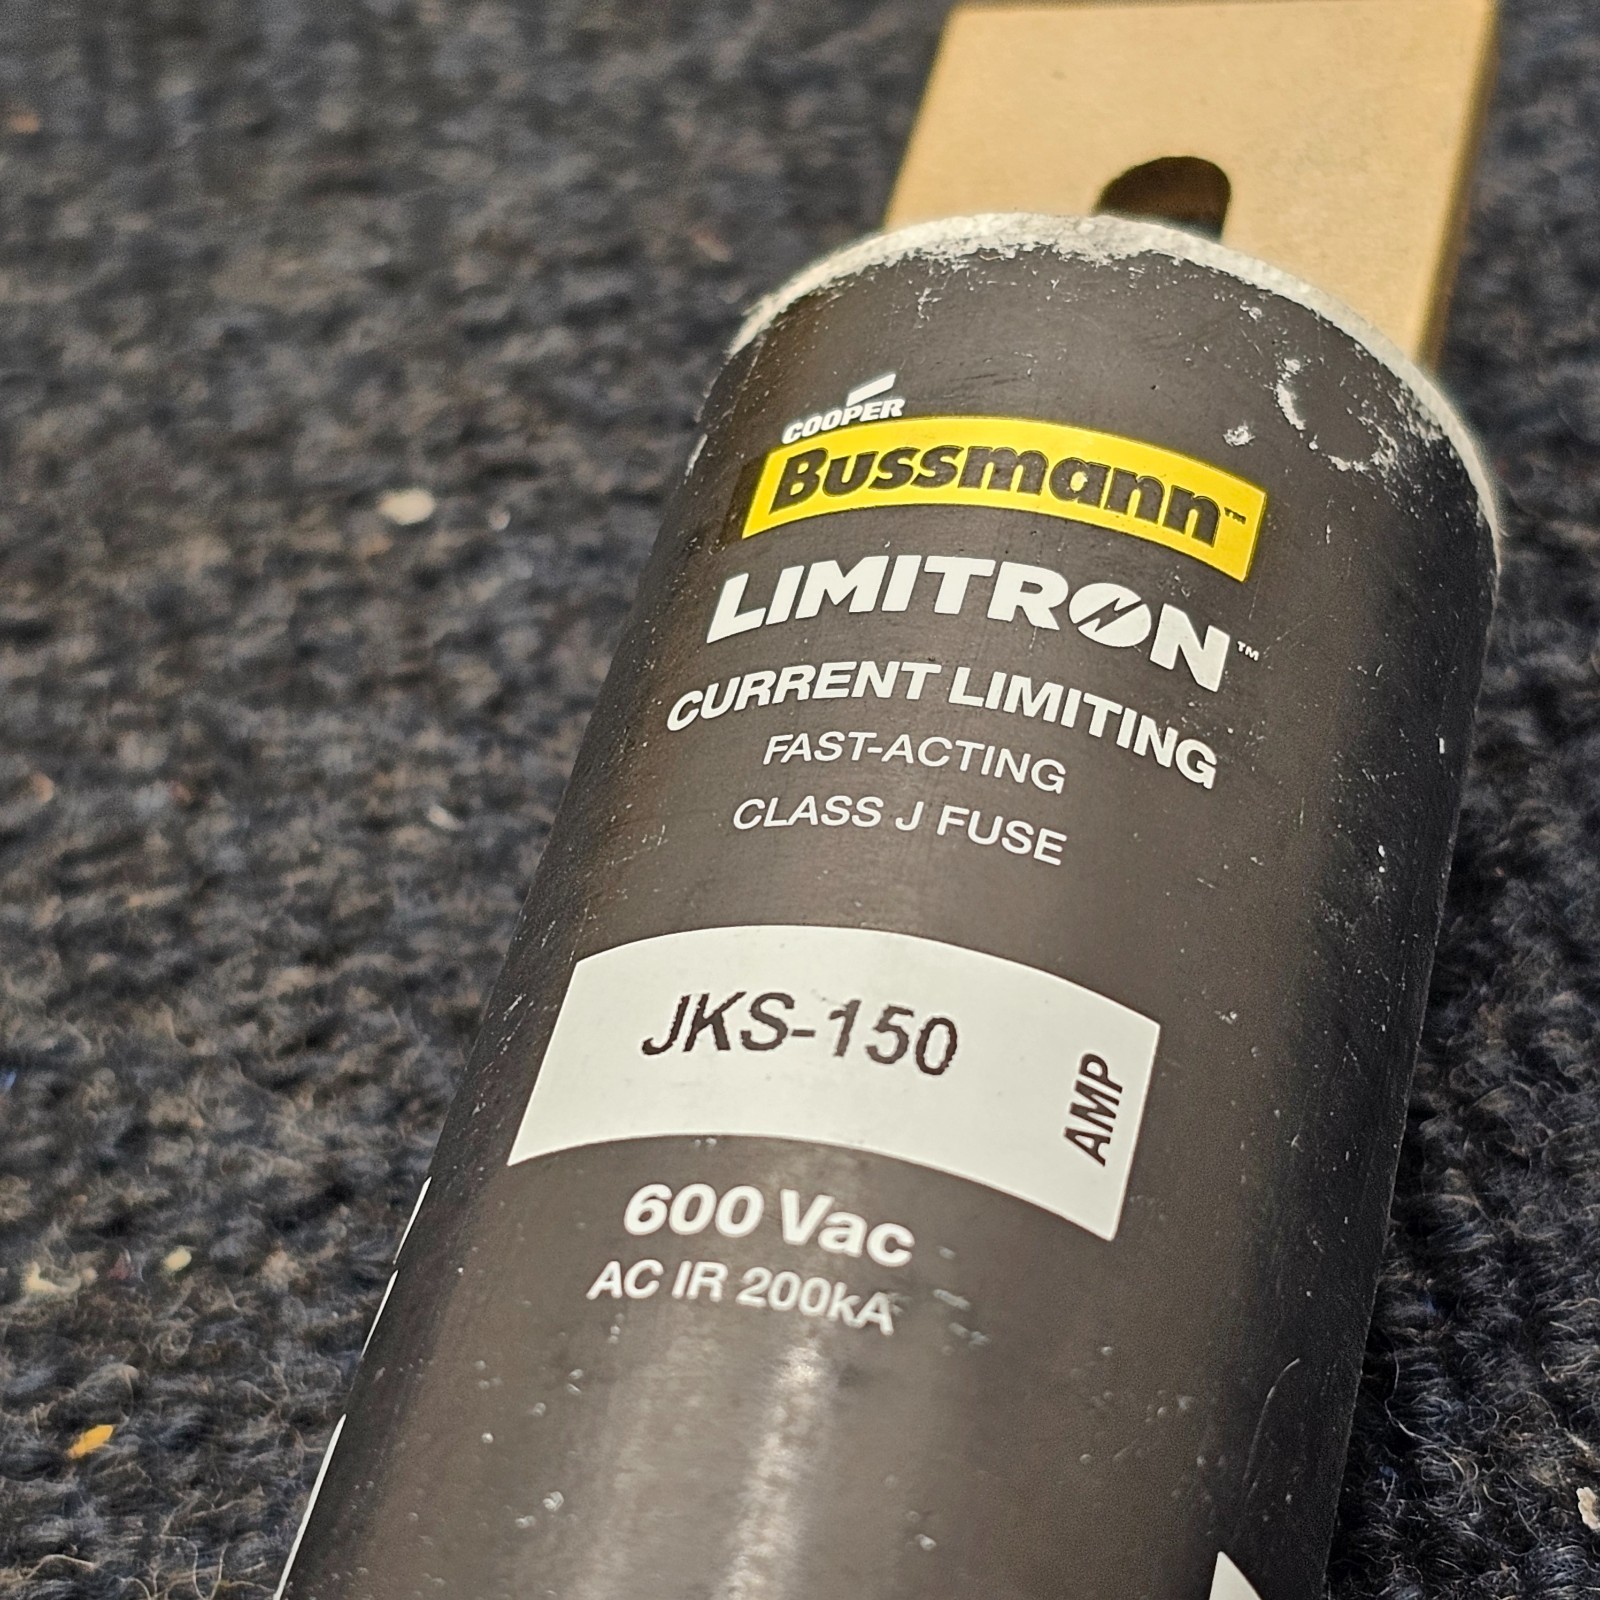 COOPER
Bussmann™
LIMITRON™
CURRENT LIMITING
FAST-ACTING
CLASS J FUSE
JKS-150
AMP
600 Vac
AC IR 200kA